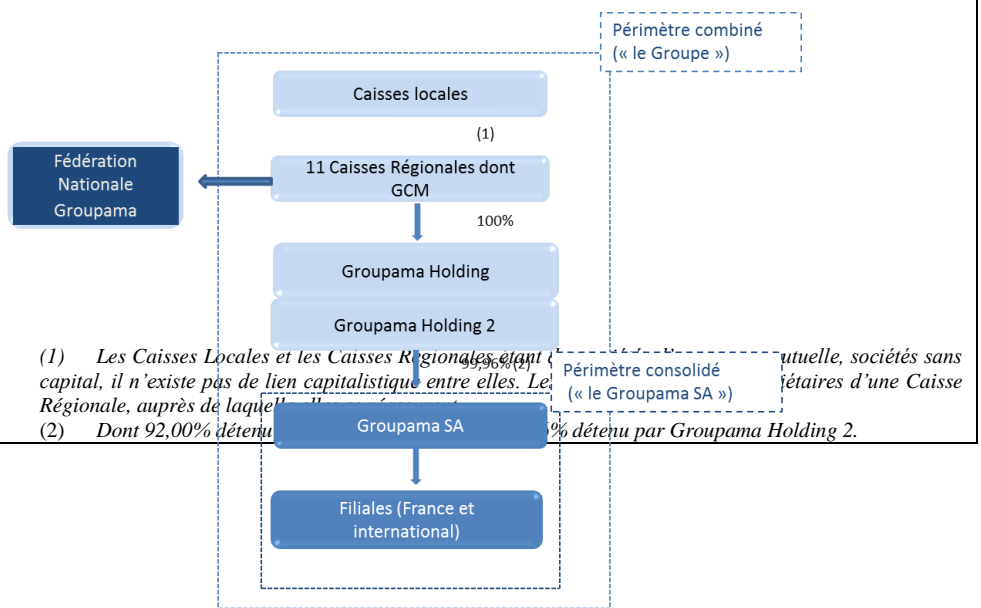 Périmètre combiné
(« le Groupe »)
Caisses locales
(1)
Fédération
Nationale
Groupama
11 Caisses Régionales dont
GCM
100%
Groupama Holding
Groupama Holding 2
99,96% (2)
(1) Les Caisses Locales et les Caisses Régionales étant utuelle, sociétés sans
capital, il n’existe pas de lien capitalistique entre elles. Le iétaires d’une Caisse
Régionale, auprès de
Périmètre consolidé
(« le Groupama SA »)
Groupama SA
(2) Dont 92,00% détenu % détenu par Groupama Holding 2.
Filiales (France et
international)